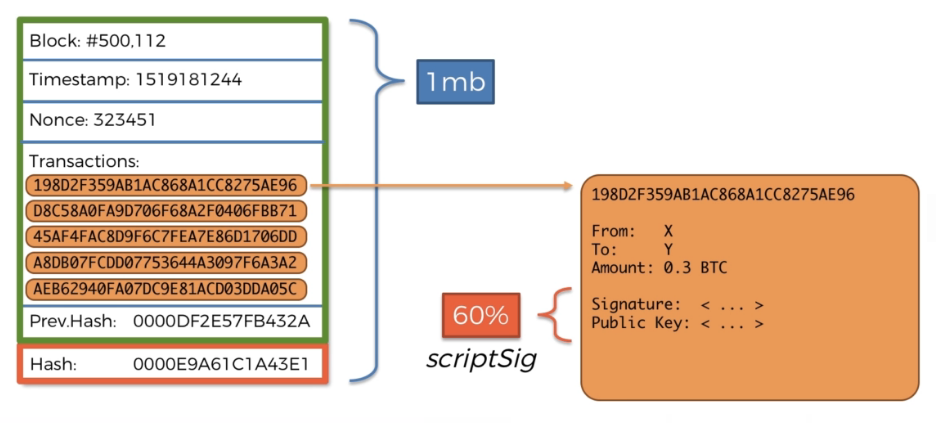 Block: #500,112
Timestamp: 1519181244
Nonce: 323451
Transactions:
198D2F359AB1AC868A1CC8275AE96
D8C58A0FA9D706F68A2F0406FBB71
45AF4FAC8D9F6C7FEA7E86D1706DD
A8DB07FCDD07753644A3097F6A3A2
AEB62940FA07DC9E81ACD03DDA05C
Prev.Hash: 0000DF2E57FB432A
Hash: 0000E9A61C1A43E1
1mb
198D2F359AB1AC868A1CC8275AE96
From: X
To: Y
Amount: 0.3 BTC
Signature: < ... >
Public Key: < ... >
60%
scriptSig